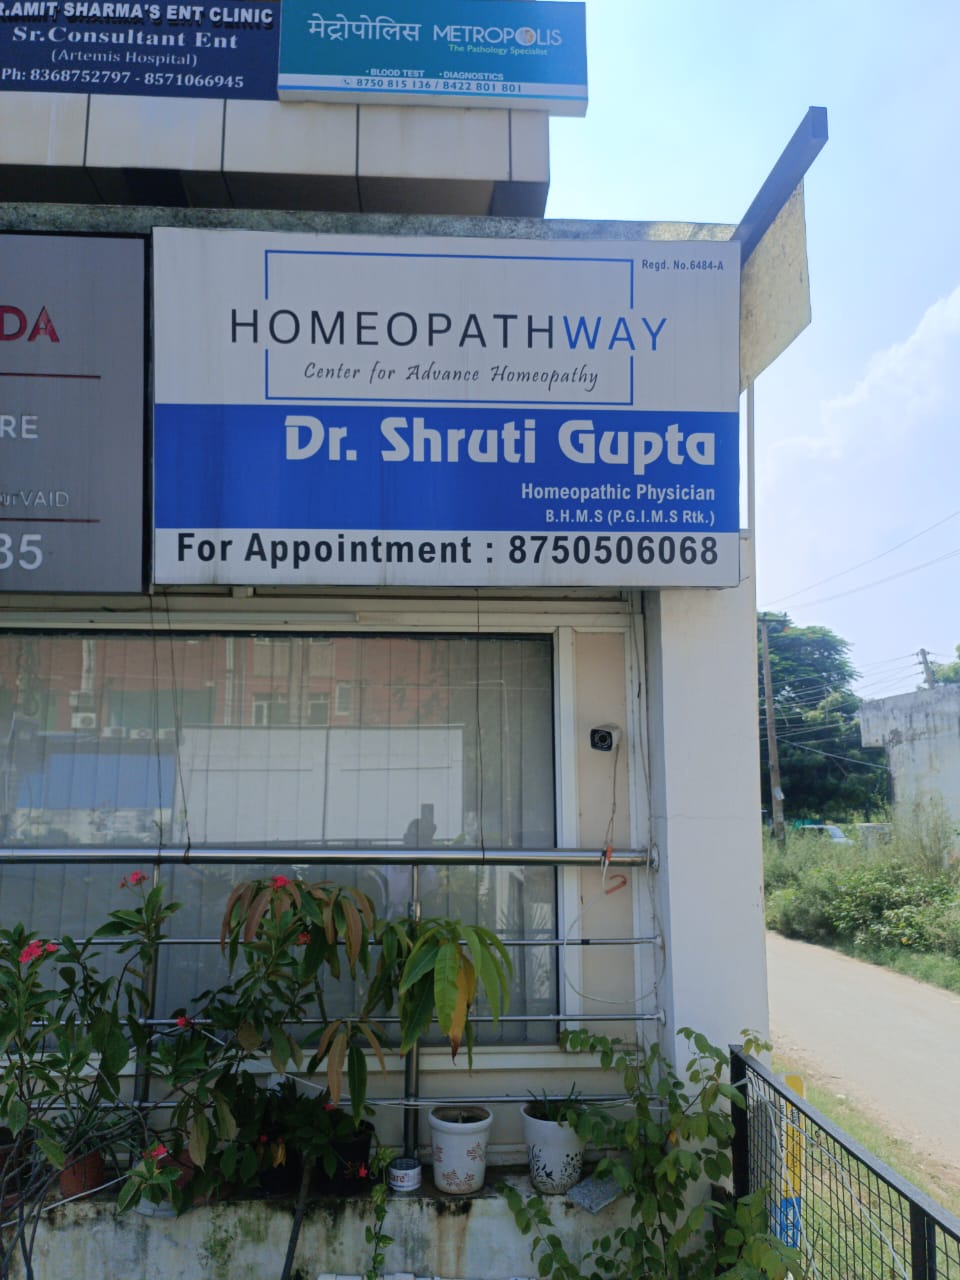 R.AMIT SHARMA'S ENT CLINIC
Sr.Consultant Ent
(Artemis Hospital)
Ph: 8368752797 - 8571066945
मेट्रोपोलिस METROPOLIS
The Pathology Specialist
• BLOOD TEST • DIAGNOSTICS
8750 815 136 / 8422 801 801
Regd. No.6484-A
HOMEOPATHWAY
Center for Advance Homeopathy
Dr. Shruti Gupta
Homeopathic Physician
B.H.M.S (P.G.I.M.S Rtk.)
For Appointment : 8750506068
DA
RE
VAID
35